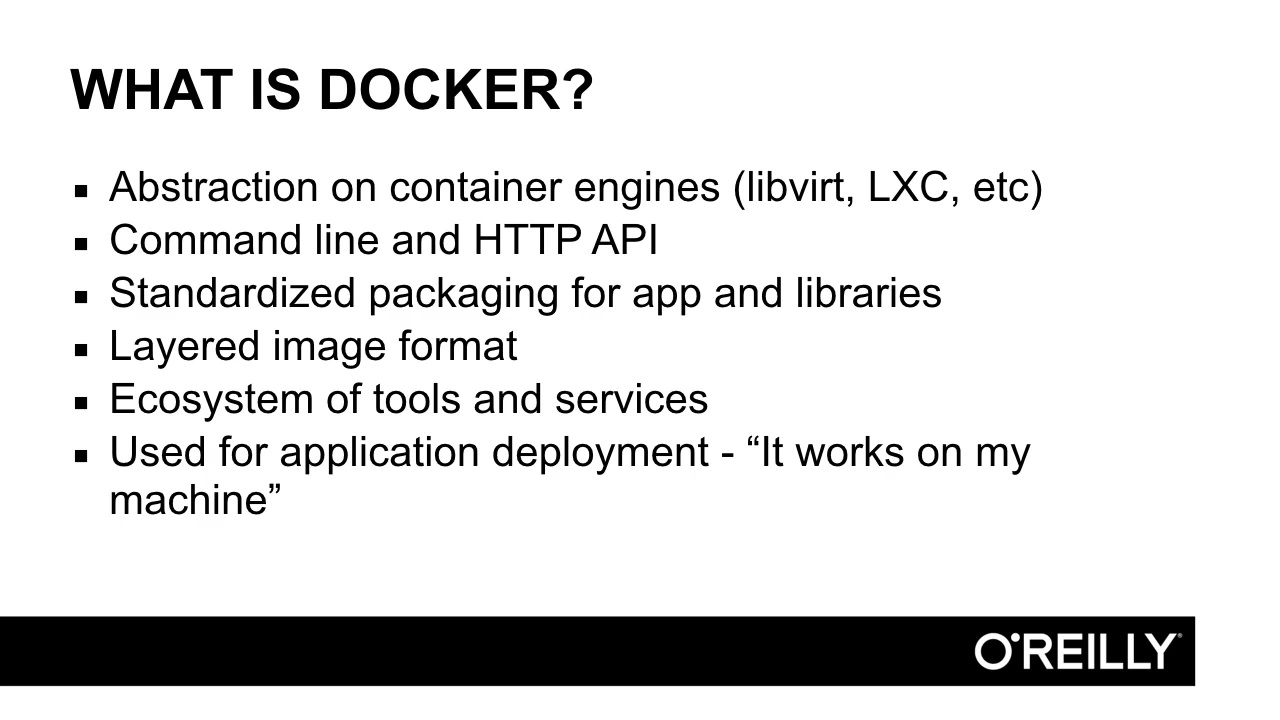 WHAT IS DOCKER?
▪ Abstraction on container engines (libvirt, LXC, etc)
▪ Command line and HTTP API
▪ Standardized packaging for app and libraries
▪ Layered image format
▪ Ecosystem of tools and services
▪ Used for application deployment - “It works on my
machine”
O'REILLY®